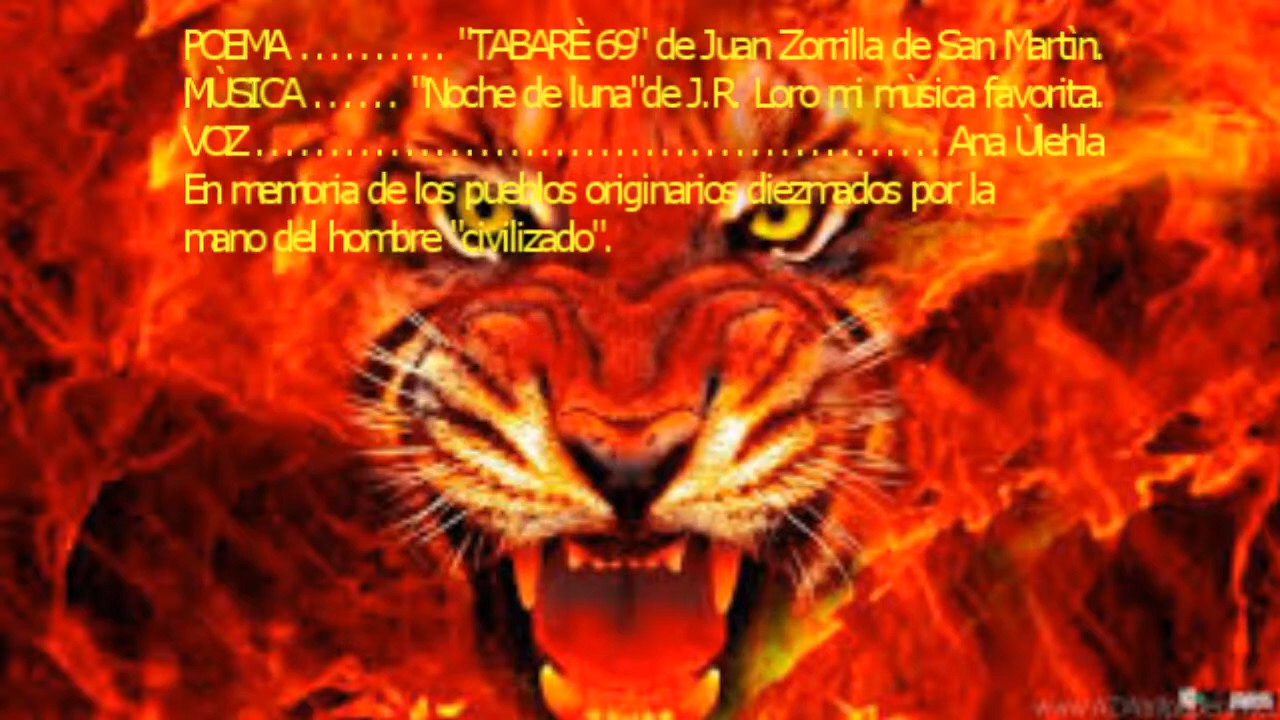 POEMA .......... "TABARÈ 69" de Juan Zorrilla de San Martìn.
MÙSICA ...... "Noche de luna"de J.R. Loro mi mùsica favorita.
VOZ ............................................. Ana Ùlehla
En memoria de los pueblos originarios diezmados por la
mano del hombre "civilizado".